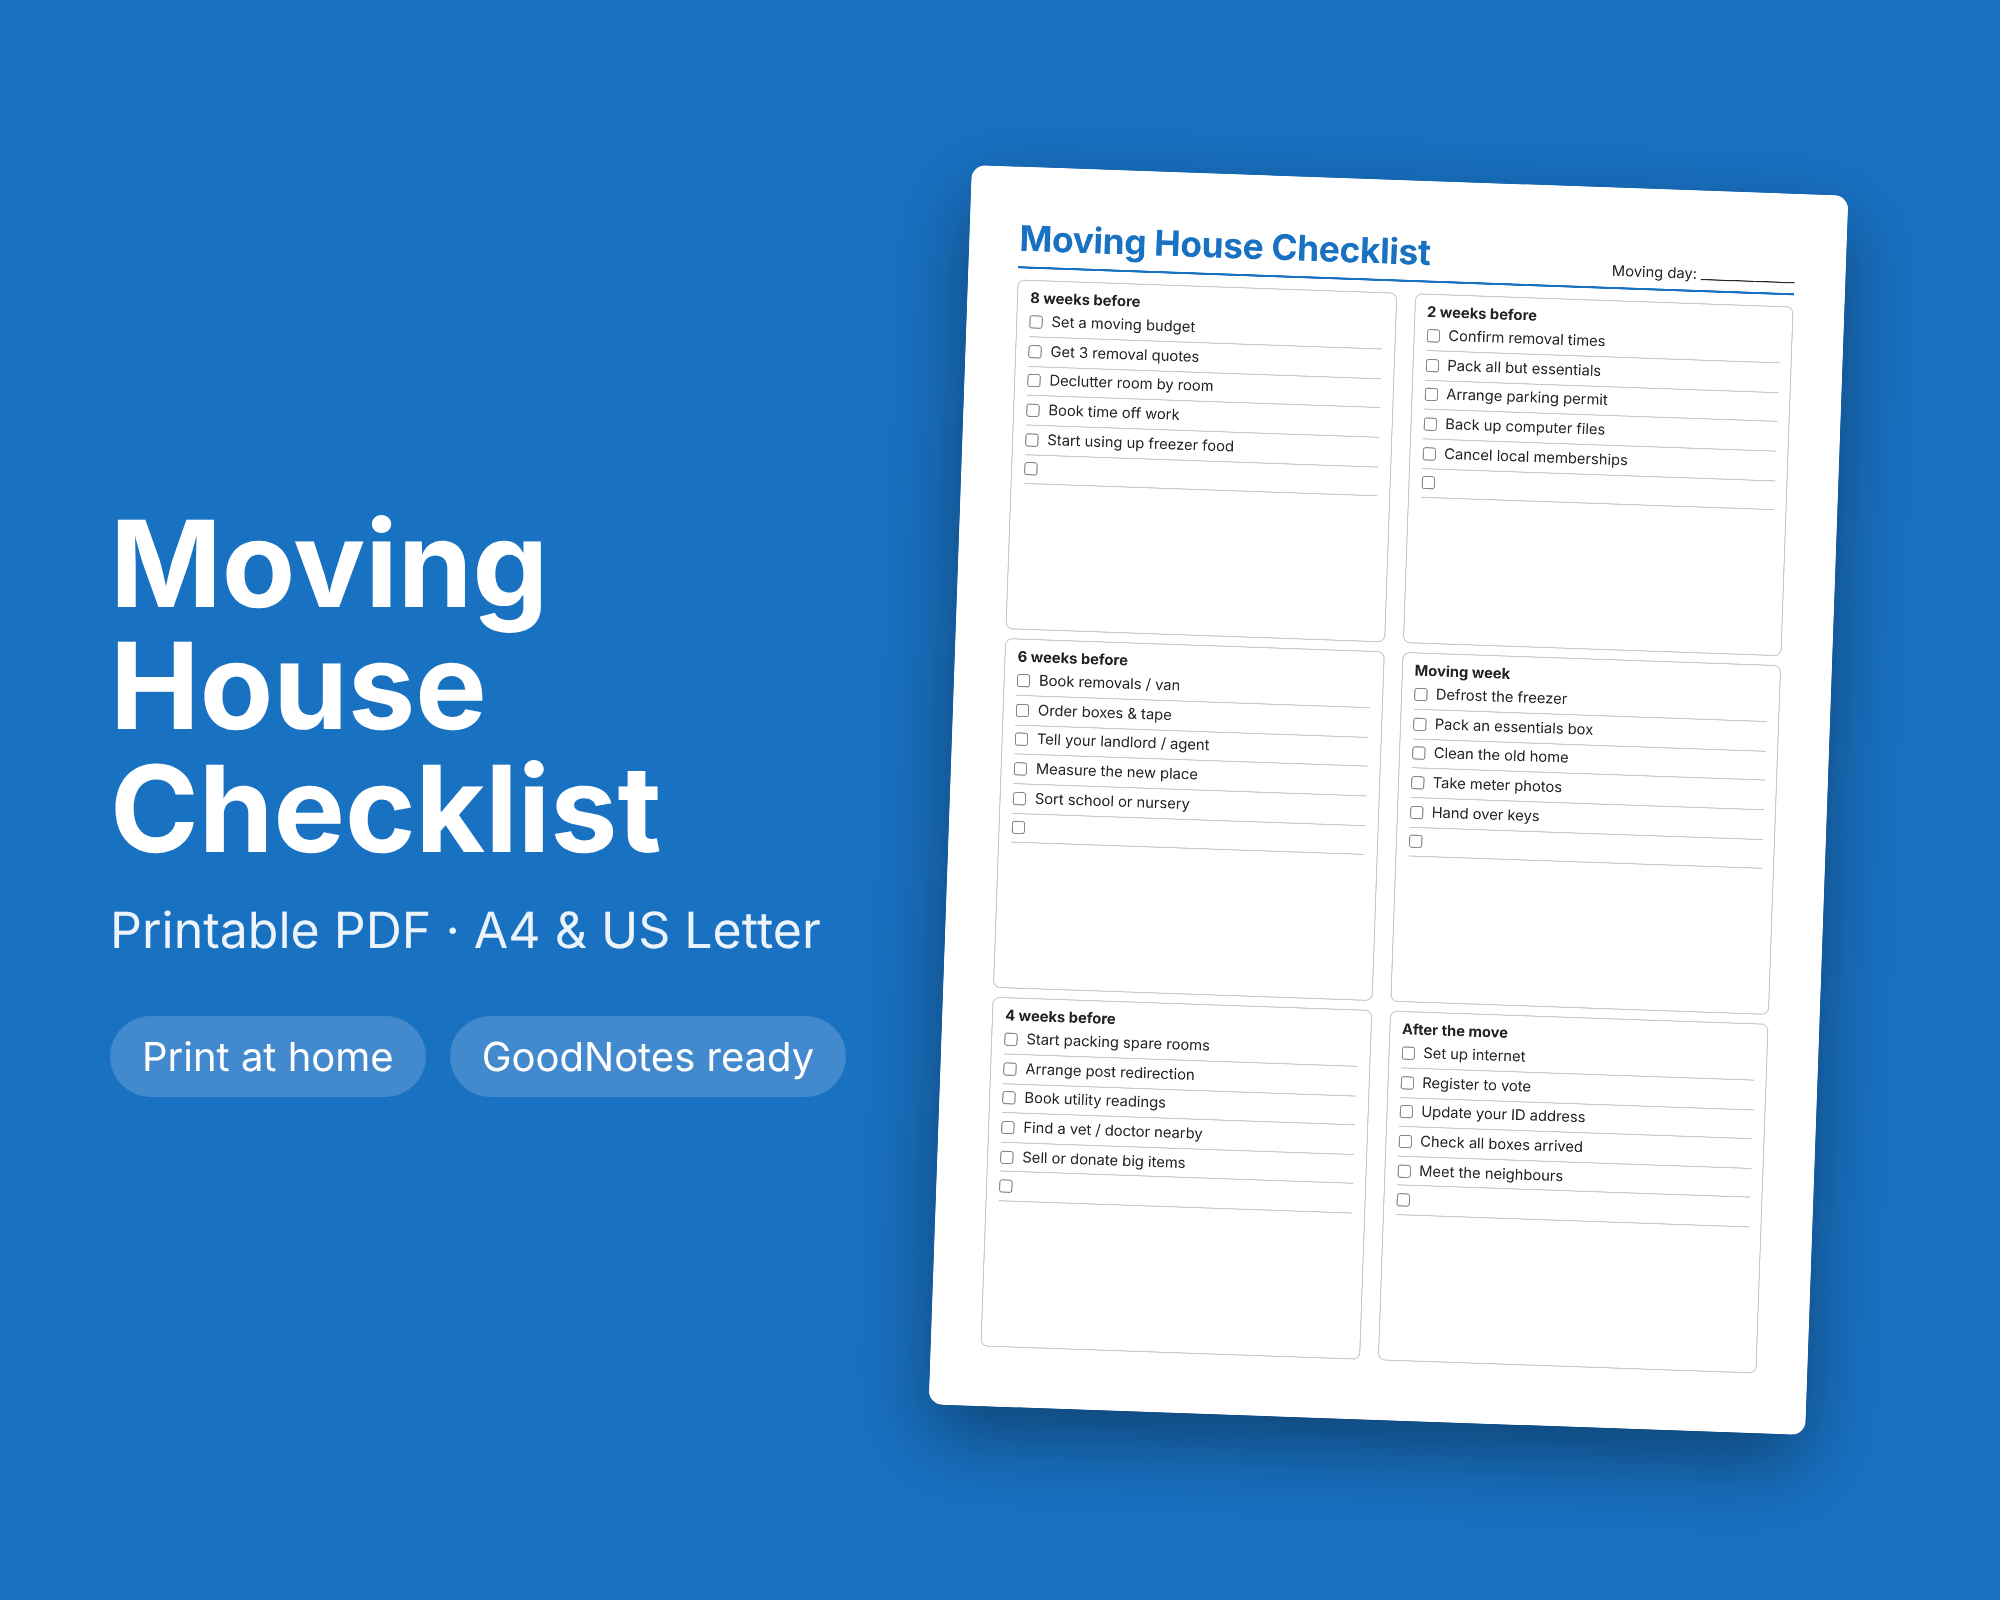 Moving
House
Checklist
Printable PDF · A4 & US Letter
Print at home
GoodNotes ready
Moving House Checklist
Moving day: ___________
8 weeks before
Set a moving budget
Get 3 removal quotes
Declutter room by room
Book time off work
Start using up freezer food
6 weeks before
Book removals / van
Order boxes & tape
Tell your landlord / agent
Measure the new place
Sort school or nursery
4 weeks before
Start packing spare rooms
Arrange post redirection
Book utility readings
Find a vet / doctor nearby
Sell or donate big items
2 weeks before
Confirm removal times
Pack all but essentials
Arrange parking permit
Back up computer files
Cancel local memberships
Moving week
Defrost the freezer
Pack an essentials box
Clean the old home
Take meter photos
Hand over keys
After the move
Set up internet
Register to vote
Update your ID address
Check all boxes arrived
Meet the neighbours